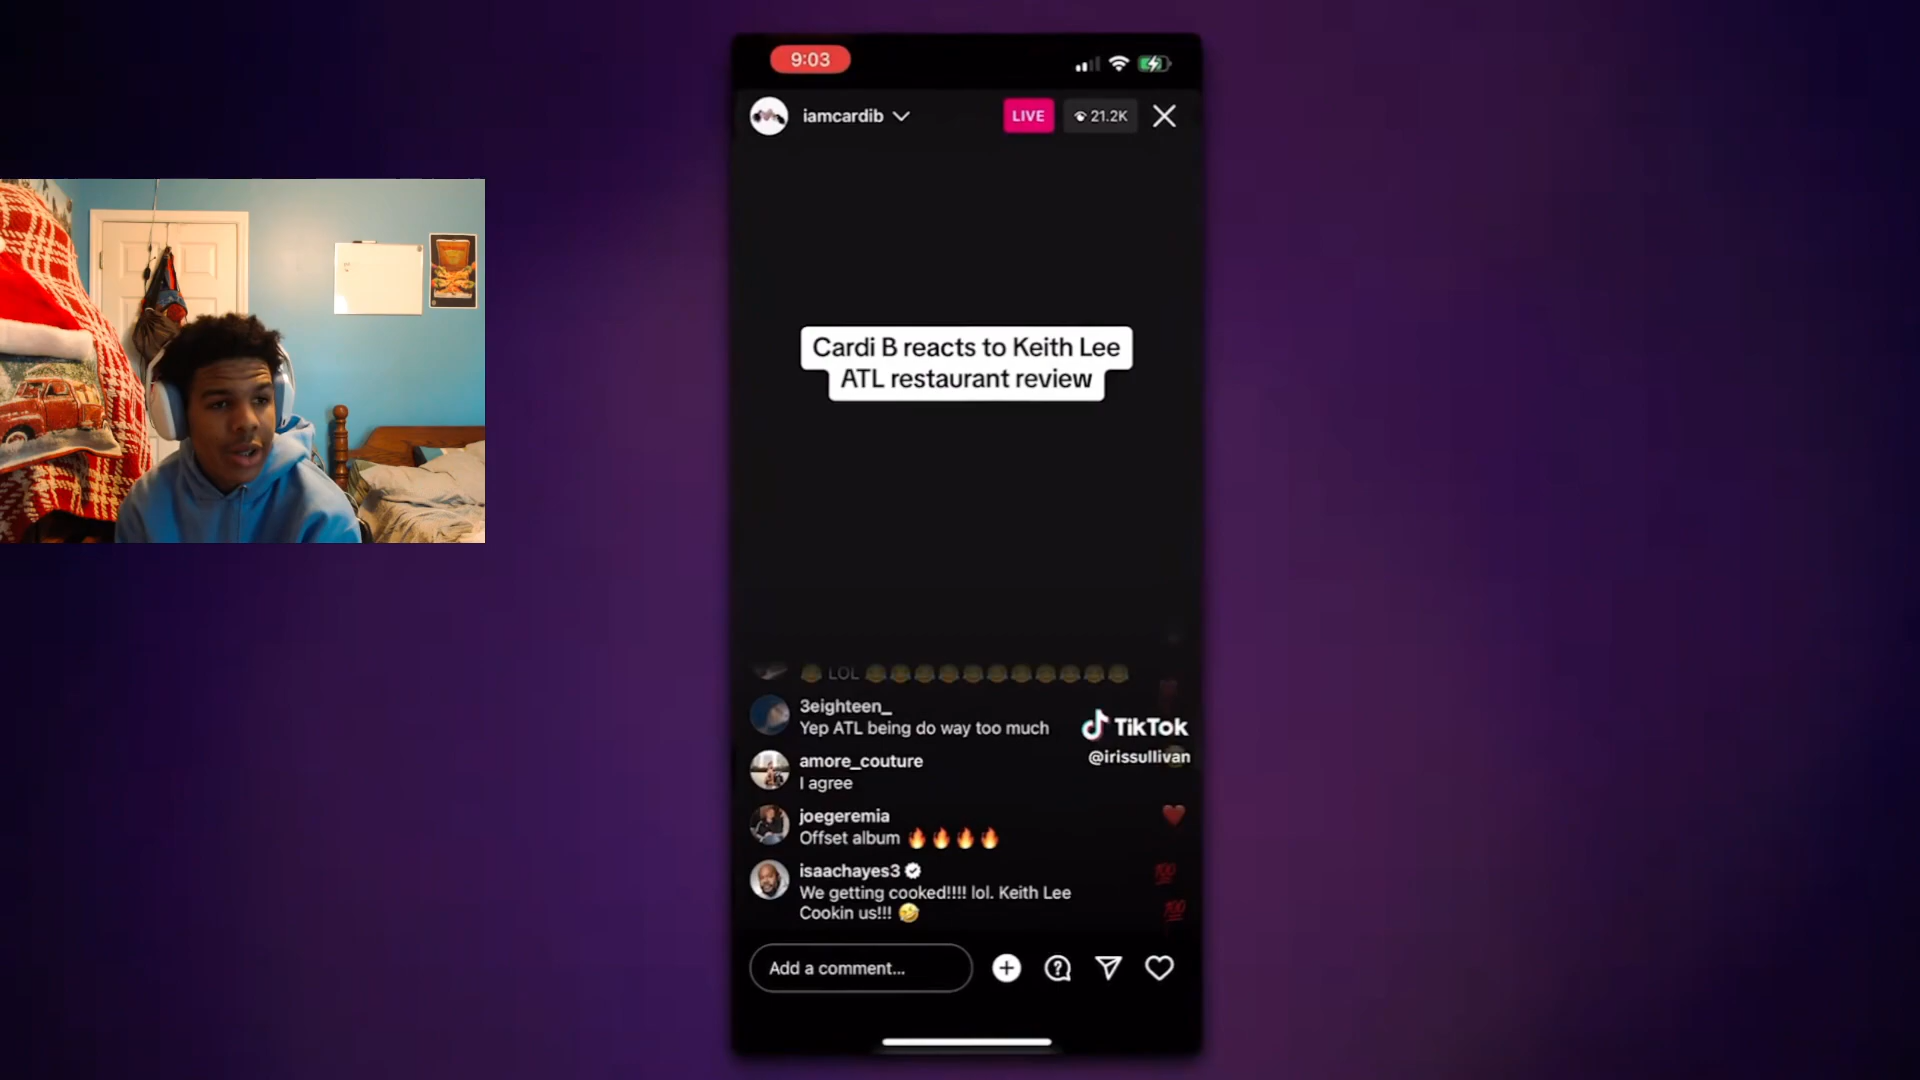 9:03
iamcardib
LIVE
21.2K
Cardi B reacts to Keith Lee
ATL restaurant review
LOL
3eighteen_
Yep ATL being do way too much
TikTok
@irissullivan
amore_couture
I agree
joegeremia
Offset album 🔥🔥🔥🔥
isaachayes3
We getting cooked!!!! lol. Keith Lee
Cookin us!!! 🤣
💯
💯
Add a comment...